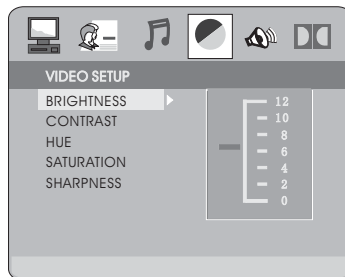 VIDEO SETUP
BRIGHTNESS
CONTRAST
HUE
SATURATION
SHARPNESS
12
10
8
6
4
2
0